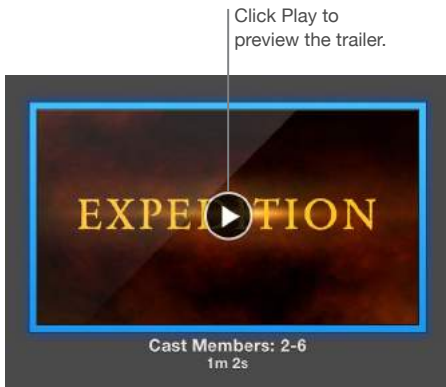 Click Play to
preview the trailer.
EXPEDITION
Cast Members: 2-6
1m 2s